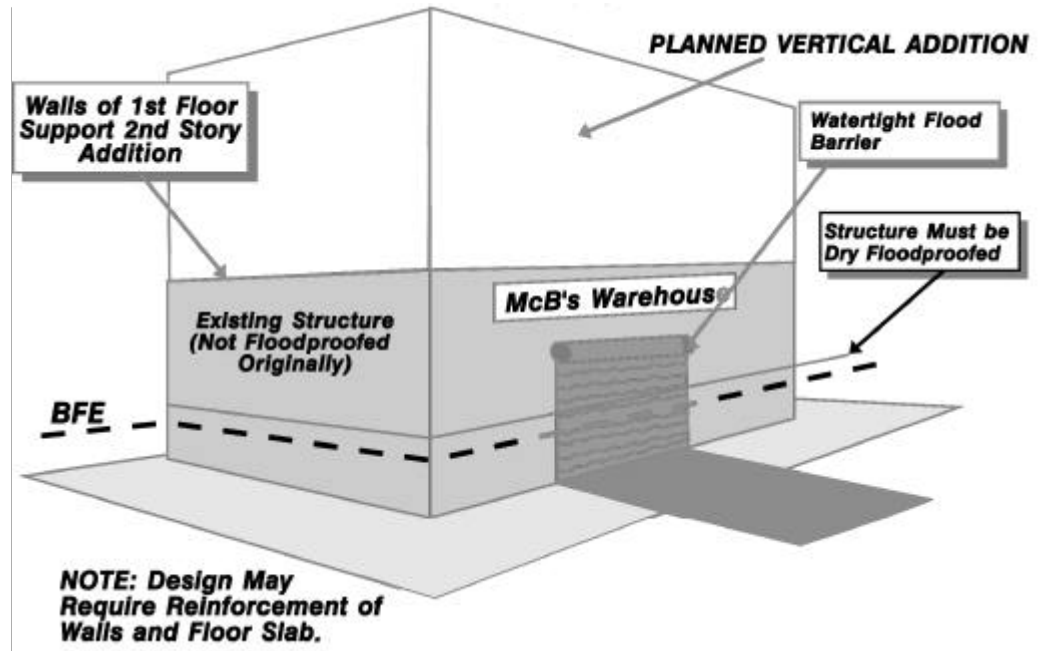 PLANNED VERTICAL ADDITION
Walls of 1st Floor
Support 2nd Story
Addition
Watertight Flood
Barrier
Structure Must be
Dry Floodproofed
McB's Warehouse
Existing Structure
(Not Floodproofed
Originally)
BFE
NOTE: Design May
Require Reinforcement of
Walls and Floor Slab.